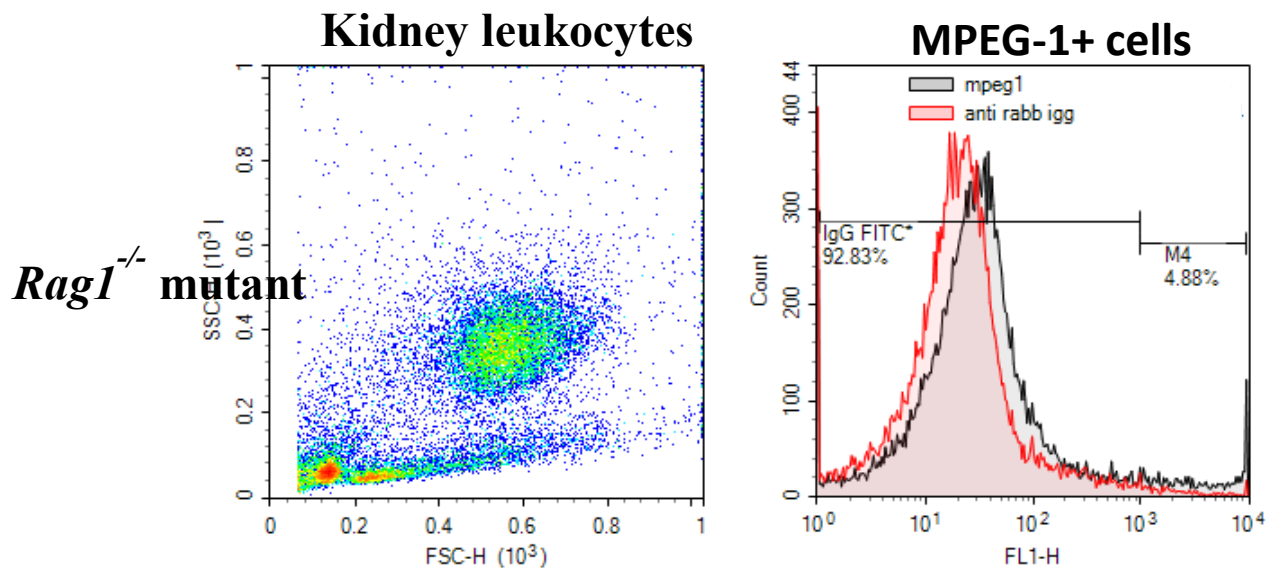 Kidney leukocytes
MPEG-1+ cells
Rag1-/- mutant
SSC-H (10³)
1
0.8
0.6
0.4
0.2
0
0
0.2
0.4
0.6
0.8
1
FSC-H (10³)
mpeg1
anti rabb igg
Count
44
400
300
200
100
0
IgG FITC*
92.83%
M4
4.88%
10⁰
10¹
10²
10³
10⁴
FL1-H